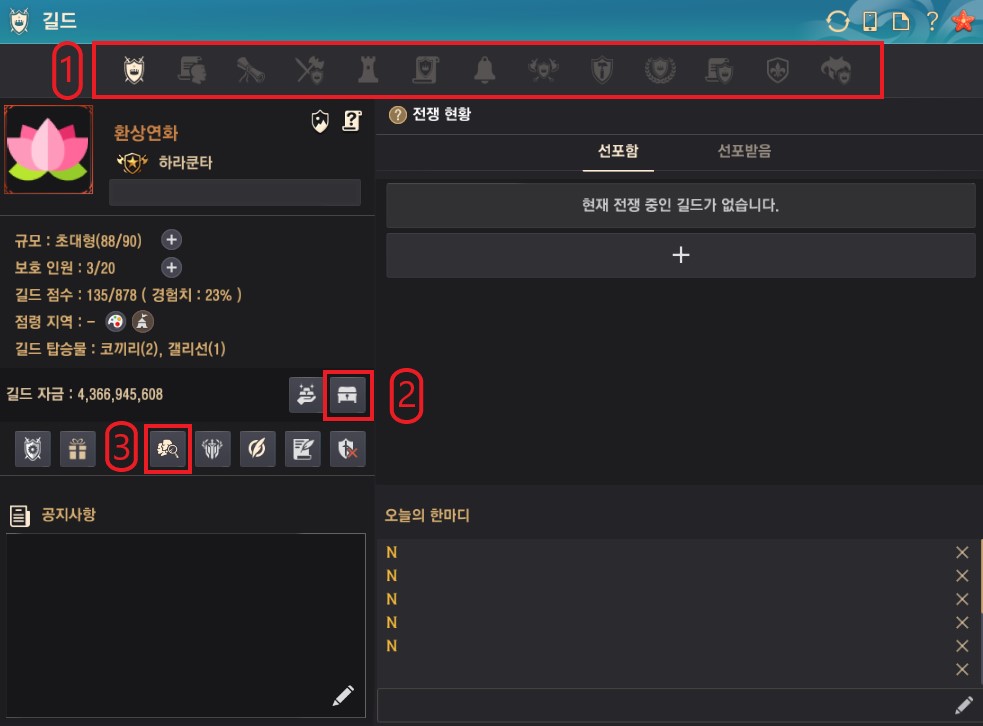 길드
?
1
환상연화
하라쿤타
규모 : 초대형(88/90)
보호 인원 : 3/20
길드 점수 : 135/878 ( 경험치 : 23% )
점령 지역 : -
길드 탑승물 : 코끼리(2), 갤리선(1)
길드 자금 : 4,366,945,608
2
3
공지사항
? 전쟁 현황
선포함 선포받음
현재 전쟁 중인 길드가 없습니다.
+
오늘의 한마디
N
N
N
N
N